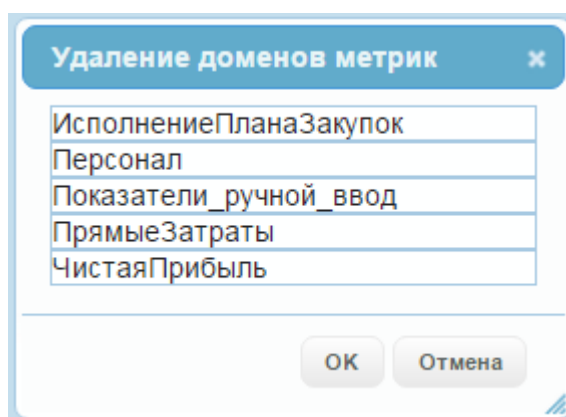 Удаление доменов метрик
ИсполнениеПланаЗакупок
Персонал
Показатели_ручной_ввод
ПрямыеЗатраты
ЧистаяПрибыль
OK Отмена